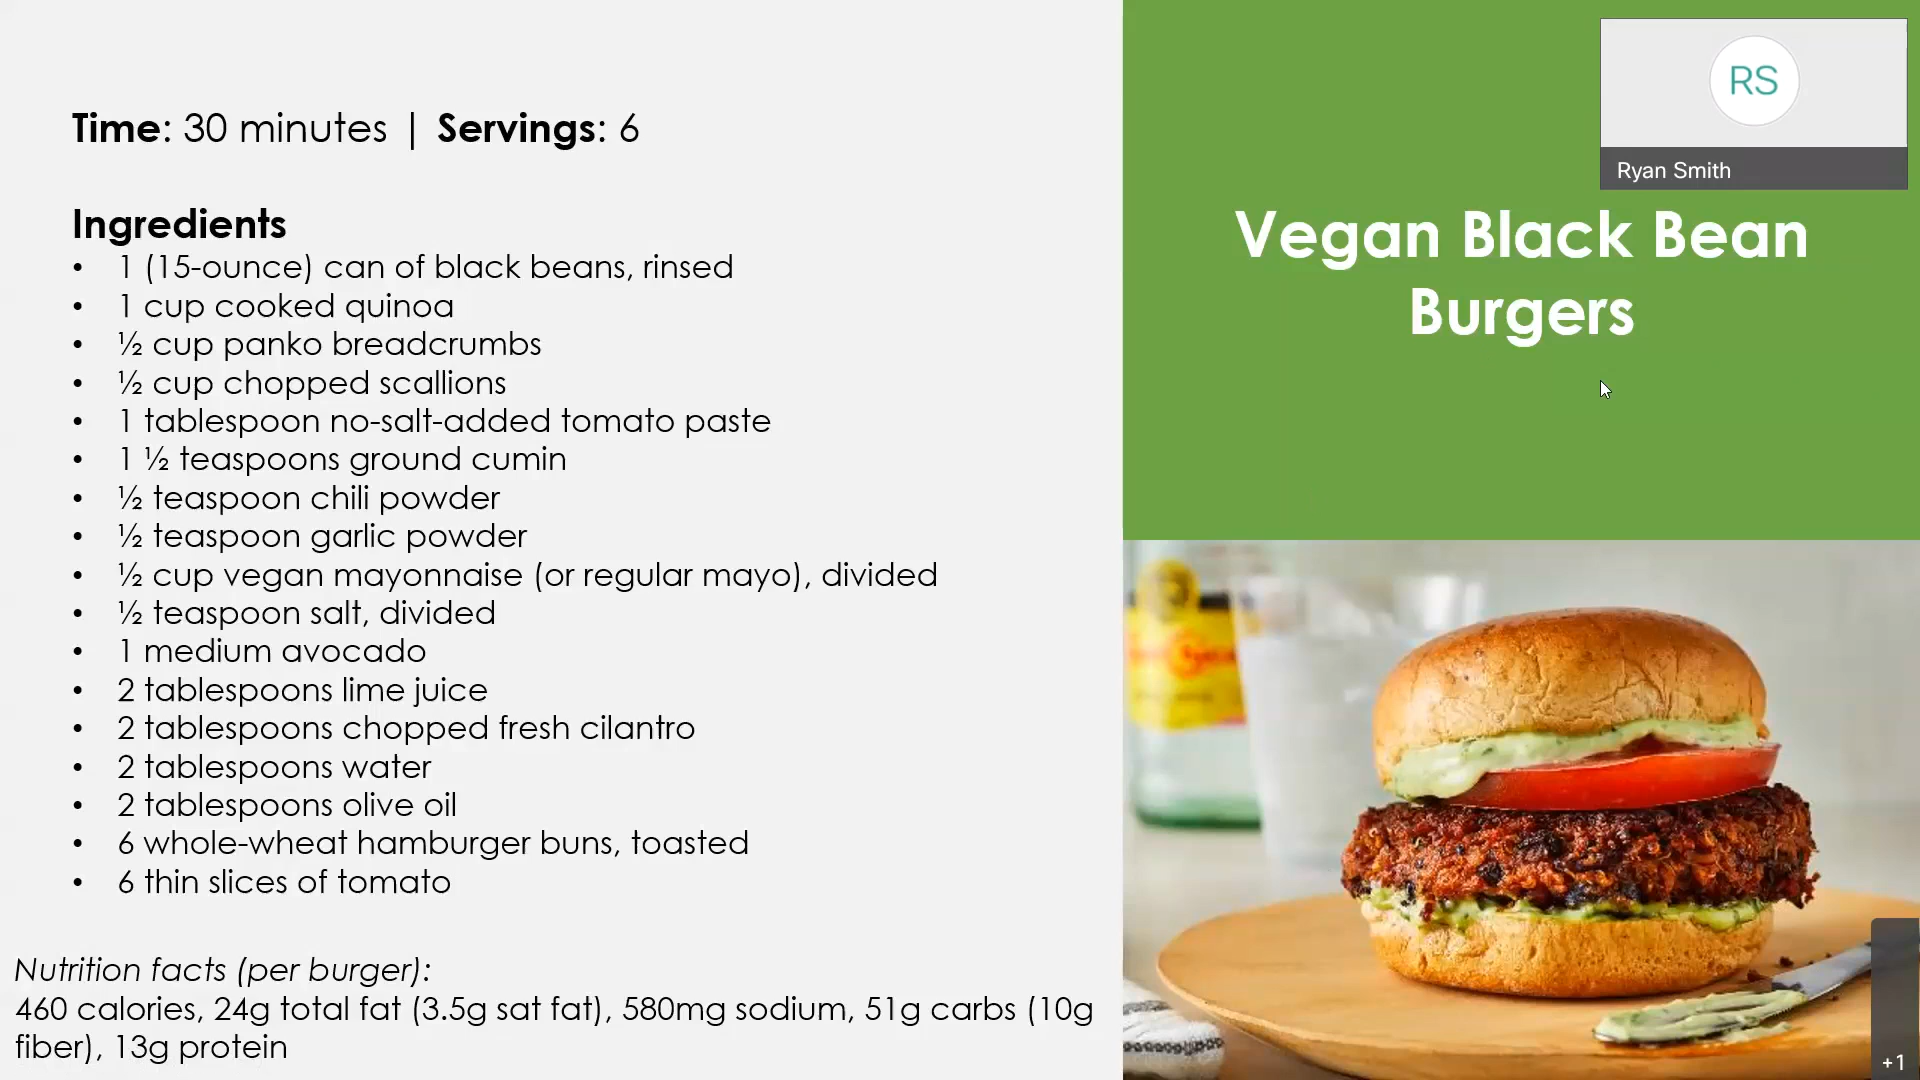 RS
Ryan Smith
Time: 30 minutes | Servings: 6
Ingredients
• 1 (15-ounce) can of black beans, rinsed
• 1 cup cooked quinoa
• ½ cup panko breadcrumbs
• ½ cup chopped scallions
• 1 tablespoon no-salt-added tomato paste
• 1 ½ teaspoons ground cumin
• ½ teaspoon chili powder
• ½ teaspoon garlic powder
• ½ cup vegan mayonnaise (or regular mayo), divided
• ½ teaspoon salt, divided
• 1 medium avocado
• 2 tablespoons lime juice
• 2 tablespoons chopped fresh cilantro
• 2 tablespoons water
• 2 tablespoons olive oil
• 6 whole-wheat hamburger buns, toasted
• 6 thin slices of tomato
Nutrition facts (per burger):
460 calories, 24g total fat (3.5g sat fat), 580mg sodium, 51g carbs (10g
fiber), 13g protein
Vegan Black Bean
Burgers
+1